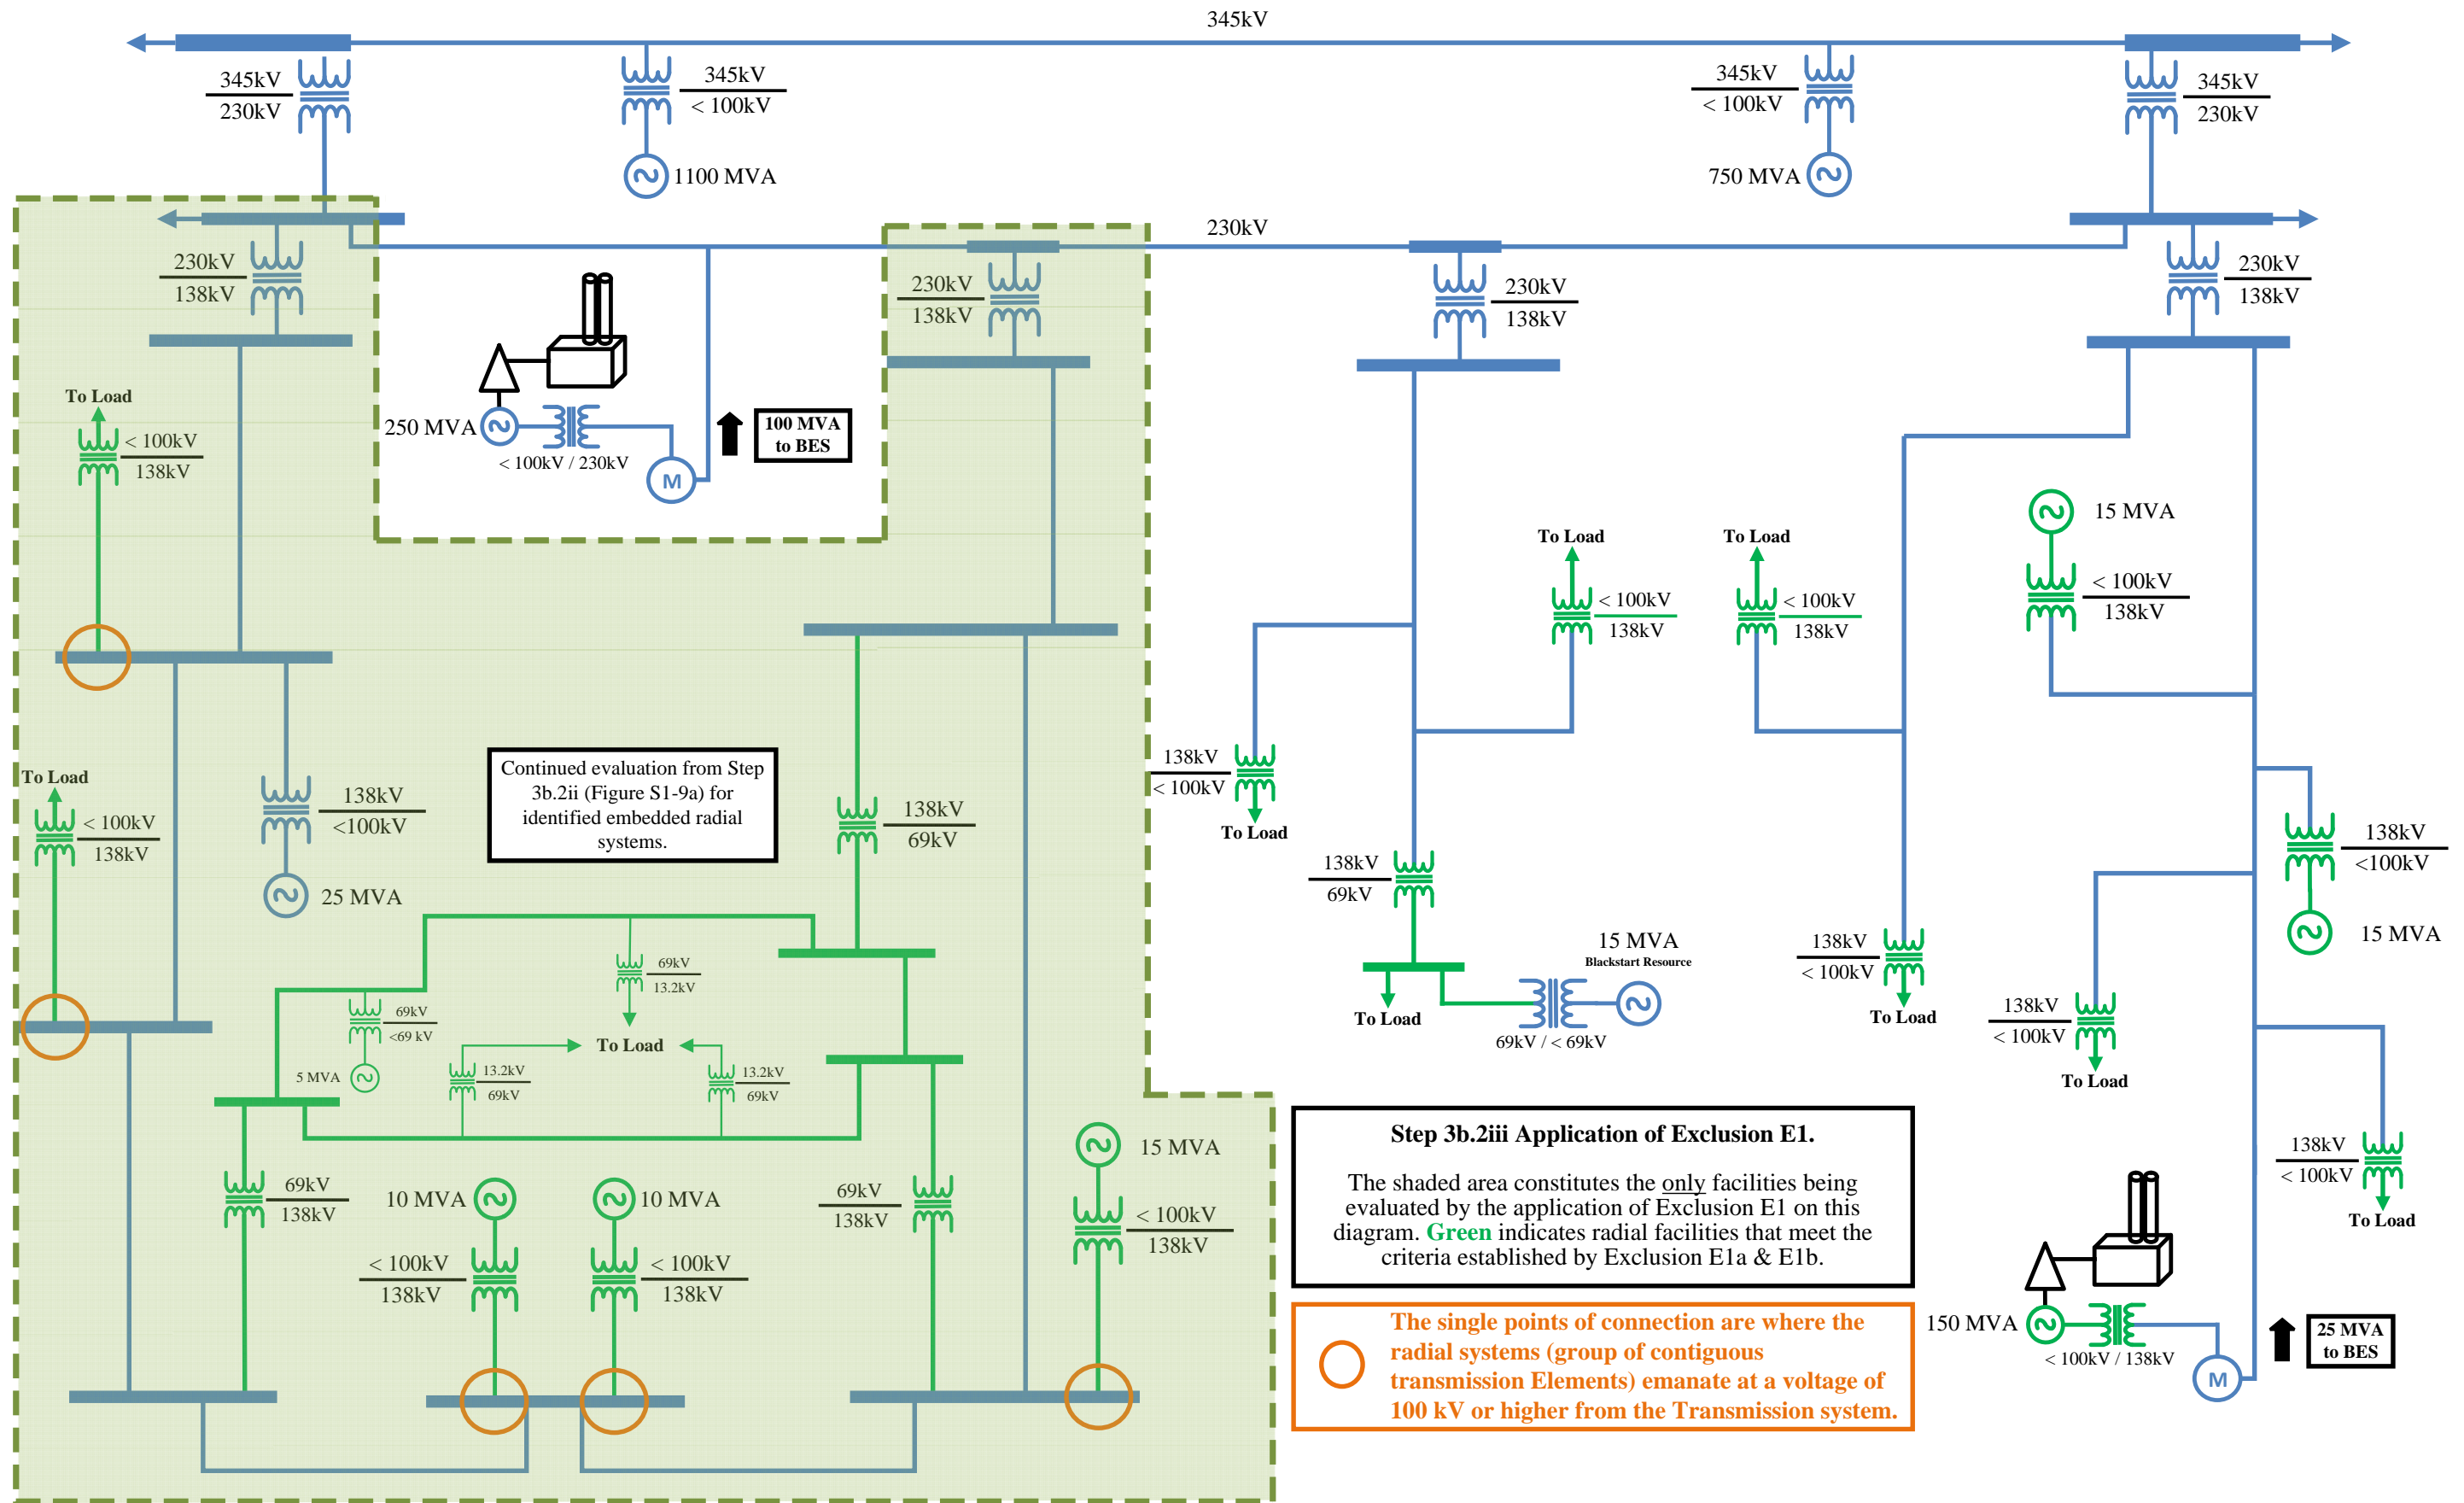 345kV
345kV
230kV
345kV
< 100kV
1100 MVA
345kV
< 100kV
750 MVA
345kV
230kV
230kV
230kV
138kV
230kV
138kV
230kV
138kV
230kV
138kV
250 MVA
< 100kV / 230kV
M
100 MVA
to BES
To Load
< 100kV
138kV
To Load
< 100kV
138kV
138kV
<100kV
25 MVA
Continued evaluation from Step
3b.2ii (Figure S1-9a) for
identified embedded radial
systems.
138kV
69kV
69kV
13.2kV
69kV
<69 kV
5 MVA
To Load
13.2kV
69kV
13.2kV
69kV
69kV
138kV
10 MVA
< 100kV
138kV
10 MVA
< 100kV
138kV
69kV
138kV
15 MVA
< 100kV
138kV
138kV
< 100kV
To Load
To Load
< 100kV
138kV
To Load
< 100kV
138kV
138kV
69kV
To Load
15 MVA
Blackstart Resource
69kV / < 69kV
138kV
< 100kV
To Load
15 MVA
< 100kV
138kV
138kV
<100kV
15 MVA
138kV
< 100kV
To Load
138kV
< 100kV
To Load
150 MVA
< 100kV / 138kV
M
25 MVA
to BES
Step 3b.2iii Application of Exclusion E1.
The shaded area constitutes the only facilities being
evaluated by the application of Exclusion E1 on this
diagram. Green indicates radial facilities that meet the
criteria established by Exclusion E1a & E1b.
The single points of connection are where the
radial systems (group of contiguous
transmission Elements) emanate at a voltage of
100 kV or higher from the Transmission system.